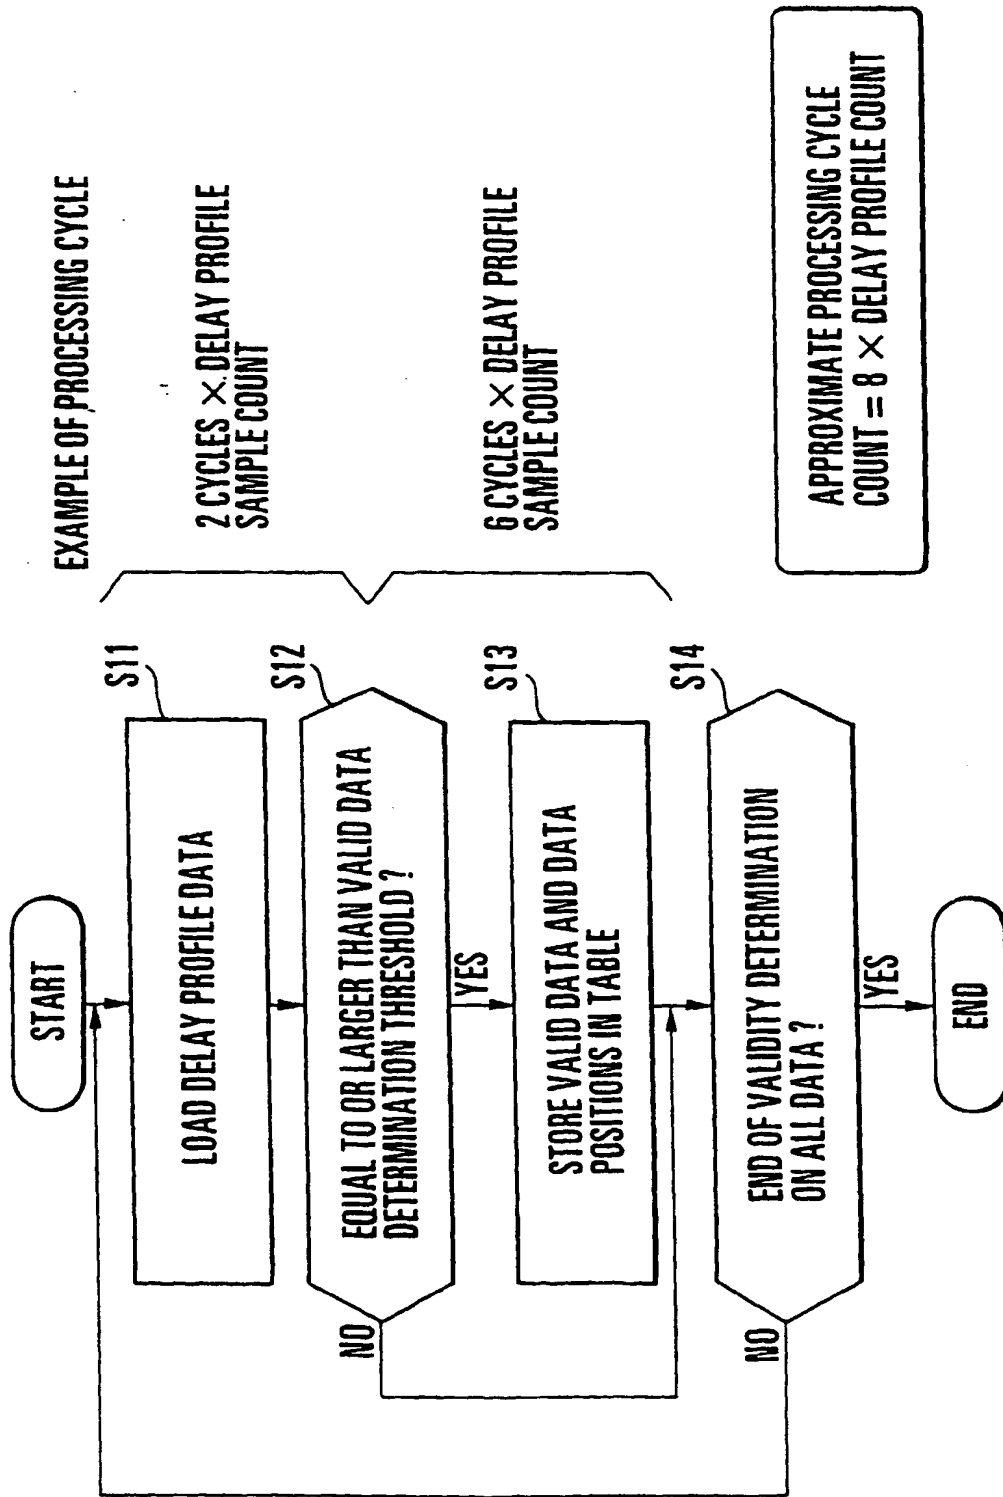 START
LOAD DELAY PROFILE DATA
S11
EQUAL TO OR LARGER THAN VALID DATA
DETERMINATION THRESHOLD?
S12
NO
YES
STORE VALID DATA AND DATA
POSITIONS IN TABLE
S13
END OF VALIDITY DETERMINATION
ON ALL DATA?
S14
NO
YES
END
EXAMPLE OF PROCESSING CYCLE
2 CYCLES × DELAY PROFILE
SAMPLE COUNT
6 CYCLES × DELAY PROFILE
SAMPLE COUNT
APPROXIMATE PROCESSING CYCLE
COUNT = 8 × DELAY PROFILE COUNT